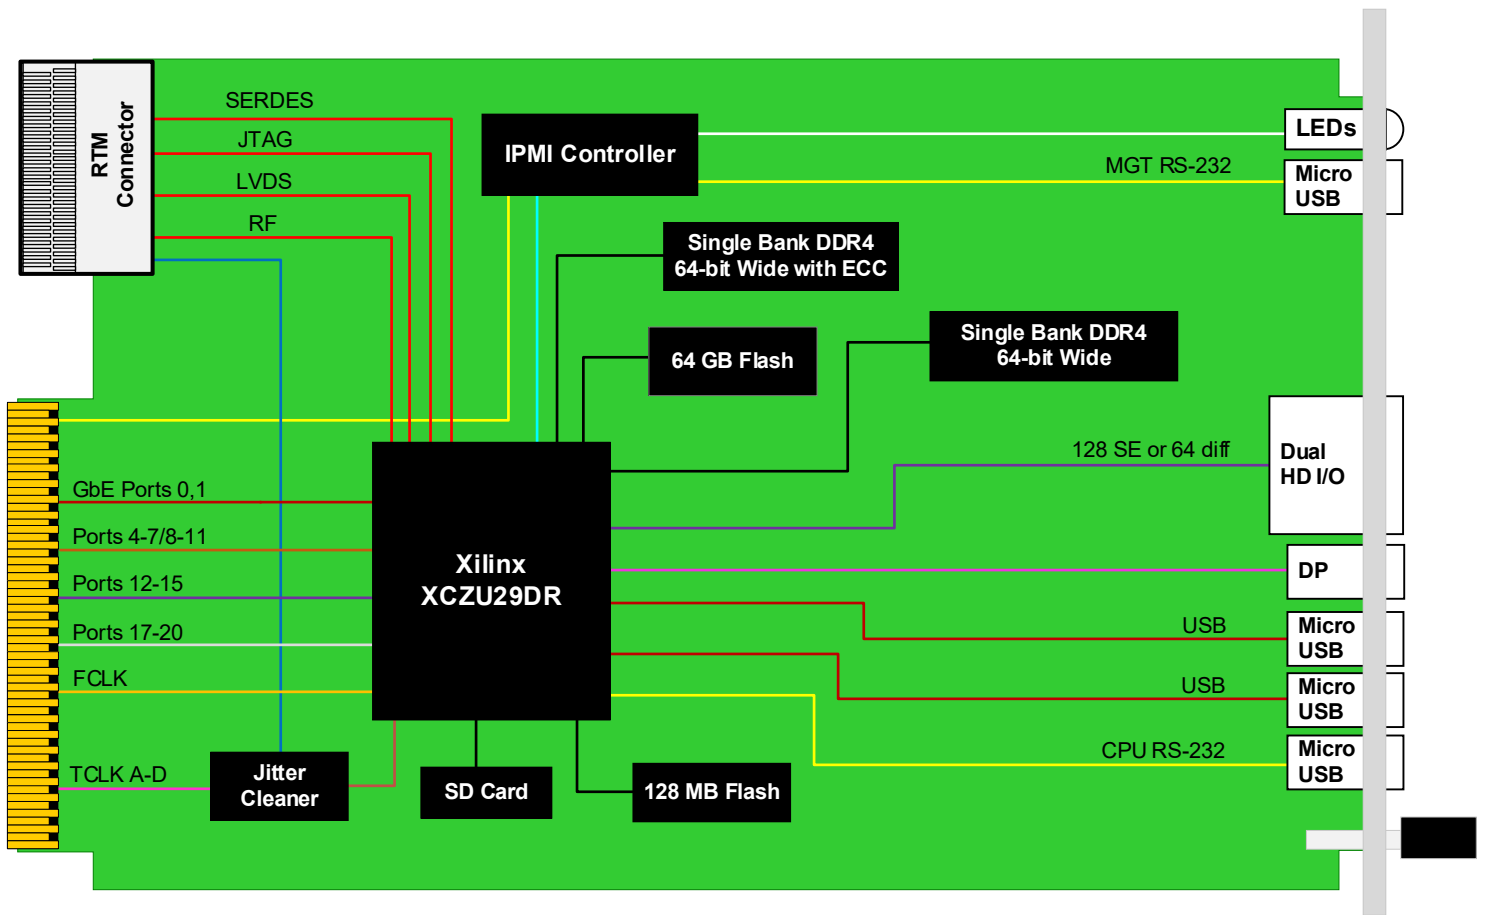 SERDES
JTAG
LVDS
RF
RTM
Connector
IPMI Controller
LEDs
MGT RS-232
Micro
USB
Single Bank DDR4
64-bit Wide with ECC
64 GB Flash
Single Bank DDR4
64-bit Wide
128 SE or 64 diff
Dual
HD I/O
GbE Ports 0,1
Ports 4-7/8-11
Ports 12-15
Ports 17-20
FCLK
TCLK A-D
Xilinx
XCZU29DR
DP
USB
Micro
USB
USB
Micro
USB
CPU RS-232
Micro
USB
Jitter
Cleaner
SD Card
128 MB Flash